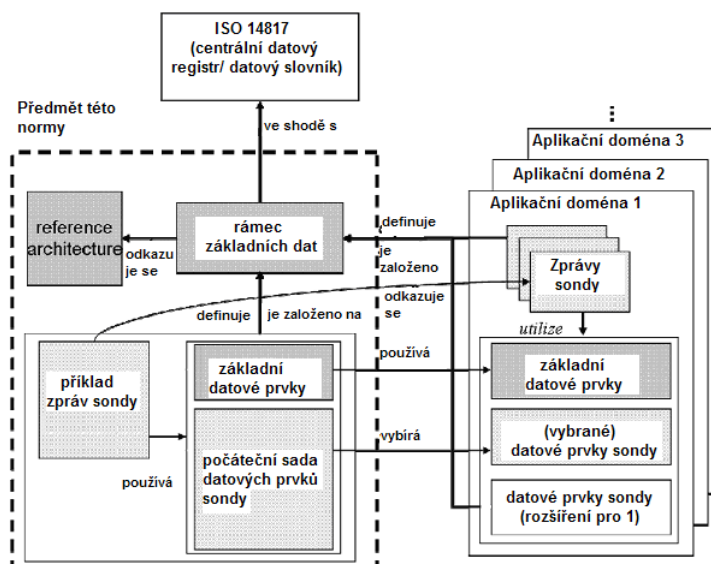 ISO 14817
(centrální datový
registr/ datový slovník)
Předmět této
normy
ve shodě s
⋮
Aplikační doména 3
Aplikační doména 2
Aplikační doména 1
reference
architecture
odkazu
je se
rámec
základních dat
definuje
je
založeno
Zprávy
sondy
odkazuje
se
definuje
je založeno na
utilize
příklad
zpráv sondy
základní
datové prvky
používá
základní
datové prvky
používá
počáteční sada
datových prvků
sondy
vybírá
(vybrané)
datové prvky sondy
datové prvky sondy
(rozšíření pro 1)